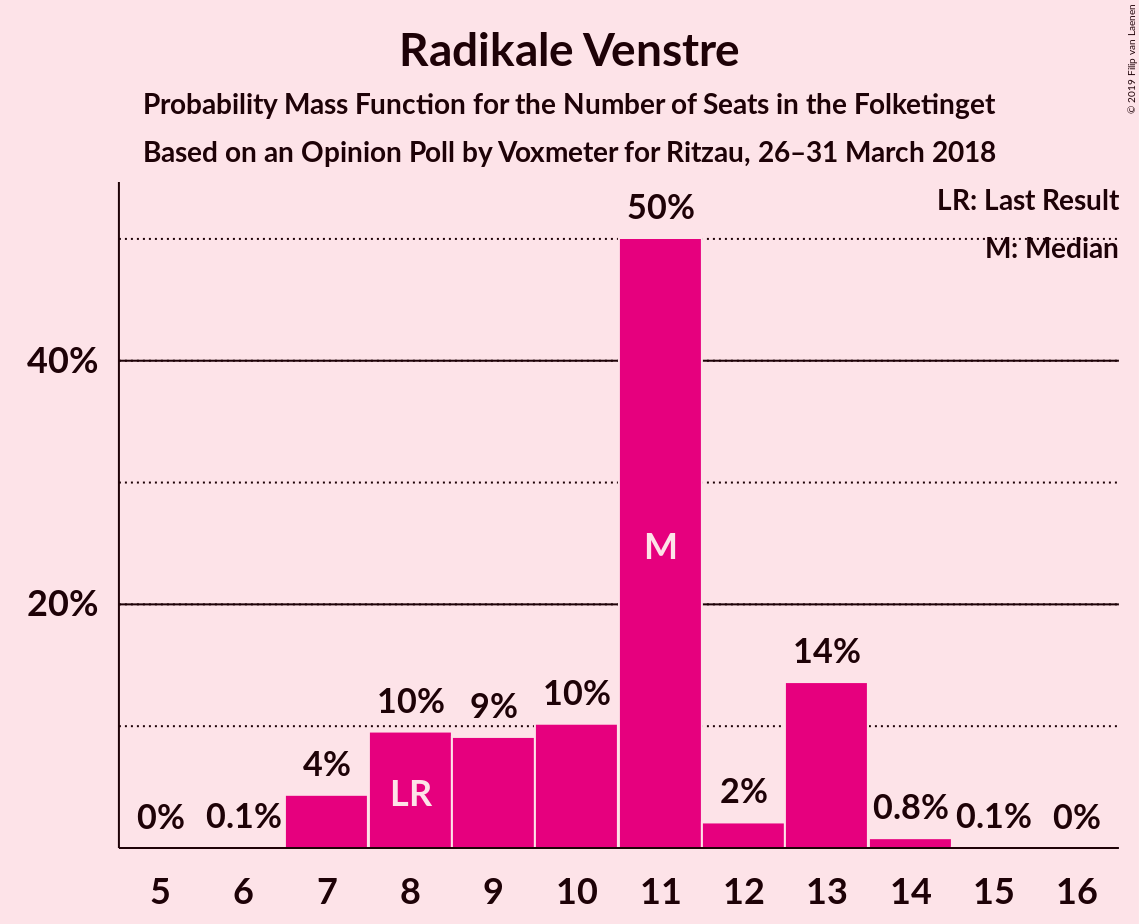 Radikale Venstre
Probability Mass Function for the Number of Seats in the Folketinget
Based on an Opinion Poll by Voxmeter for Ritzau, 26–31 March 2018
© 2019 Filip van Laenen
LR: Last Result
M: Median
50%
40%
20%
M
14%
10%
9%
10%
4%
LR
2%
0%
0.1%
0.8%
0.1%
0%
5 6 7 8 9 10 11 12 13 14 15 16